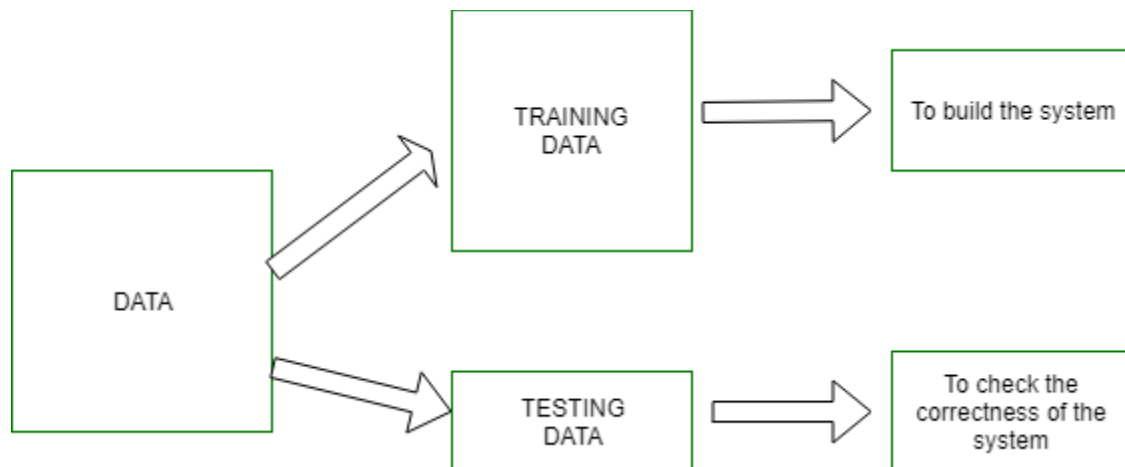 DATA
TRAINING
DATA
To build the system
TESTING
DATA
To check the
correctness of the
system